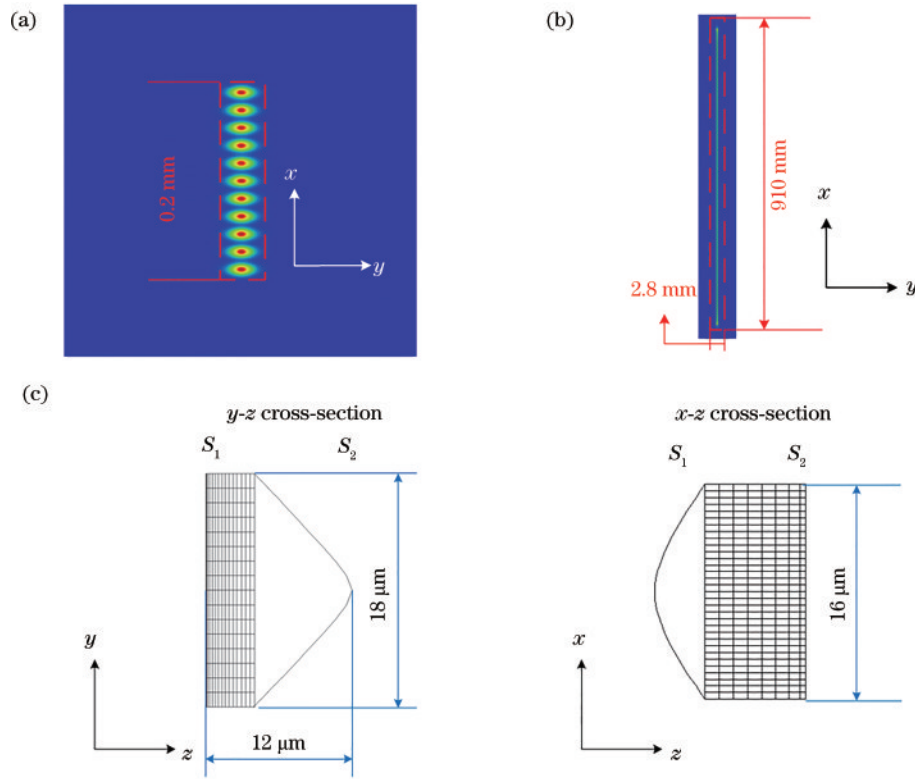 (a)
0.2 mm
x
y
(b)
910 mm
2.8 mm
x
y
(c)
y-z cross-section
S₁
S₂
18 μm
y
z
12 μm
x-z cross-section
S₁
S₂
16 μm
x
z